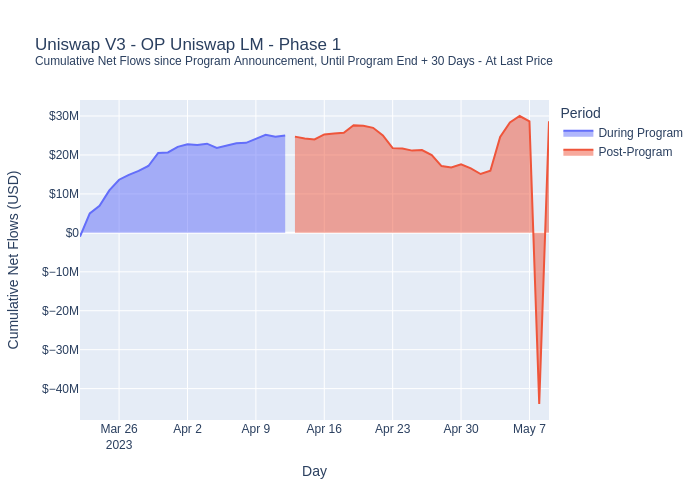 Uniswap V3 - OP Uniswap LM - Phase 1
Cumulative Net Flows since Program Announcement, Until Program End + 30 Days - At Last Price
Period
During Program
Post-Program
Cumulative Net Flows (USD)
$30M
$20M
$10M
$0
$−10M
$−20M
$−30M
$−40M
Mar 26
2023
Apr 2
Apr 9
Apr 16
Apr 23
Apr 30
May 7
Day